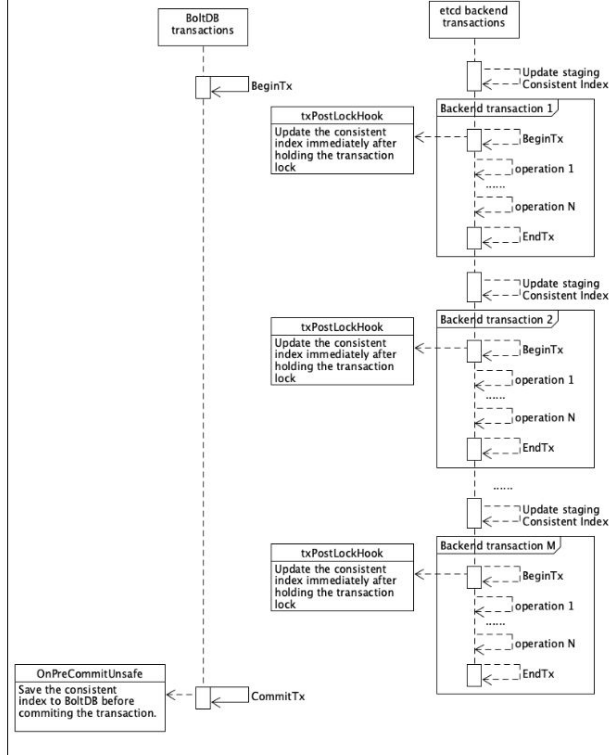 BoltDB
transactions
etcd backend
transactions
Update staging
Consistent Index
BeginTx
Backend transaction 1
txPostLockHook
Update the consistent
index immediately after
holding the transaction
lock
BeginTx
operation 1
......
operation N
EndTx
Update staging
Consistent Index
Backend transaction 2
txPostLockHook
Update the consistent
index immediately after
holding the transaction
lock
BeginTx
operation 1
......
operation N
EndTx
......
Update staging
Consistent Index
Backend transaction M
txPostLockHook
Update the consistent
index immediately after
holding the transaction
lock
BeginTx
operation 1
......
operation N
EndTx
OnPreCommitUnsafe
Save the consistent
index to BoltDB before
commiting the transaction.
CommitTx